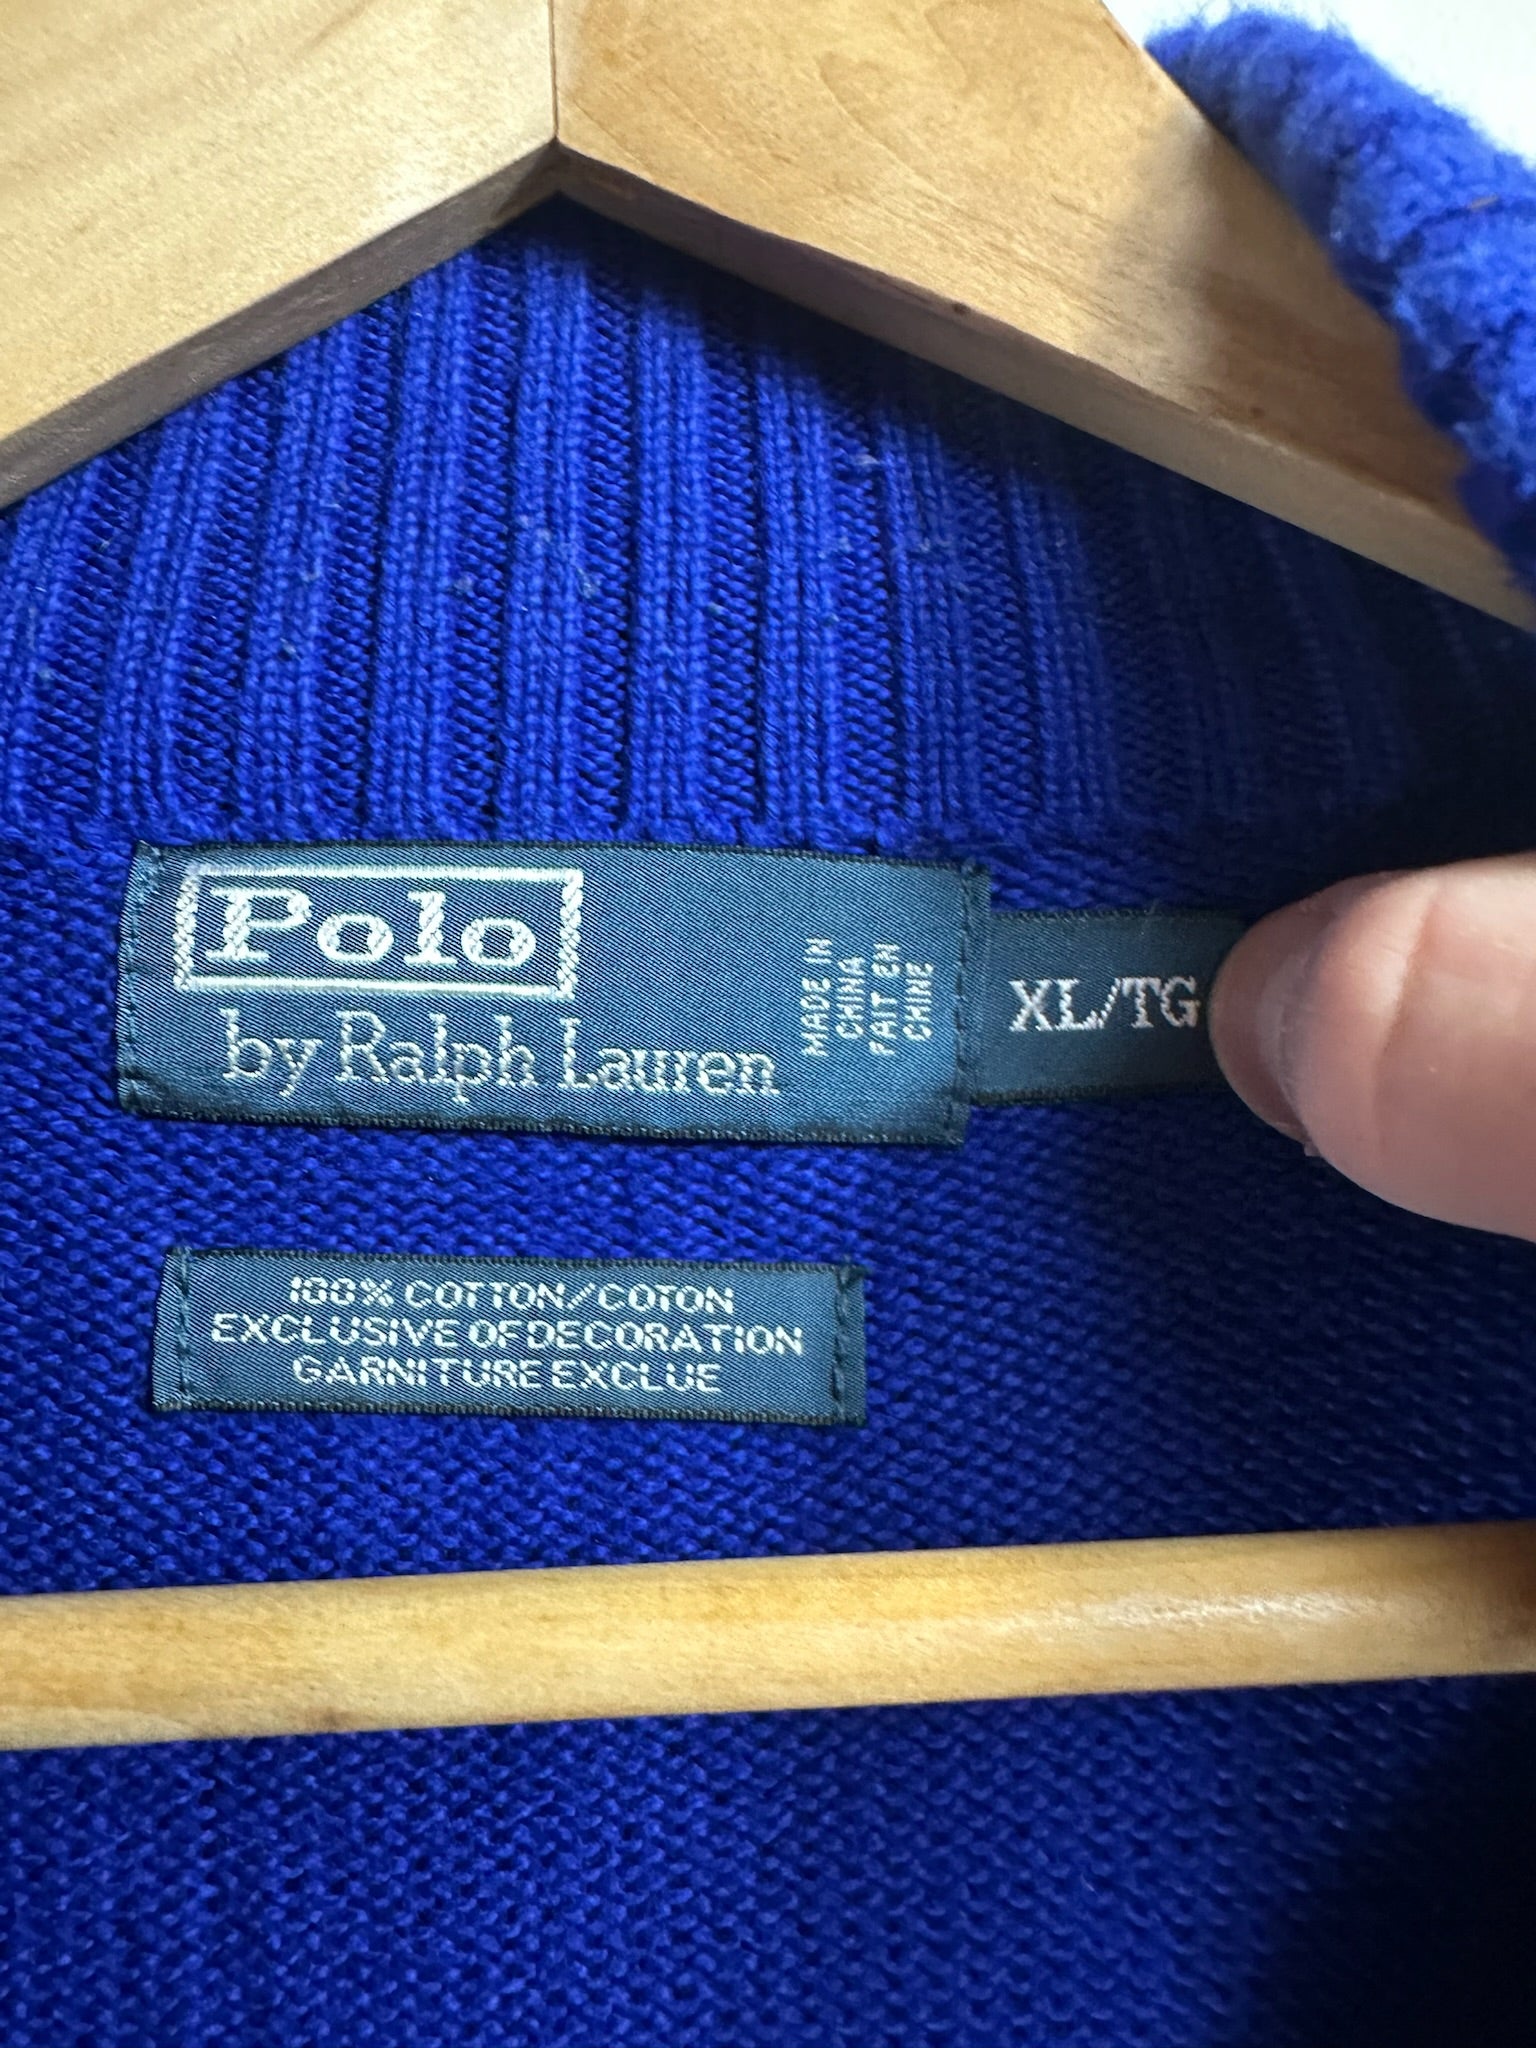 Polo
by Ralph Lauren
MADE IN
CHINA
FAIT EN
CHINE
XL/TG
100% COTTON/COTON
EXCLUSIVE OF DECORATION
GARNITURE EXCLUE